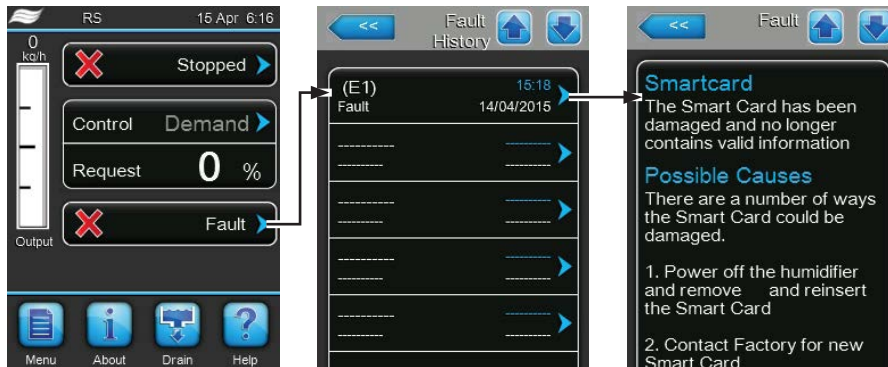 RS 15 Apr 6:16
0
kg/h
Stopped
Control Demand
Request 0 %
Fault
Output
Menu About Drain Help
<<
Fault
History
(E1) 15:18
Fault 14/04/2015
---------- --------
--------- ---------
---------- --------
--------- ---------
---------- --------
--------- ---------
---------- --------
--------- ---------
<<
Fault
Smartcard
The Smart Card has been
damaged and no longer
contains valid information
Possible Causes
There are a number of ways
the Smart Card could be
damaged.
1. Power off the humidifier
and remove and reinsert
the Smart Card
2. Contact Factory for new
Smart Card